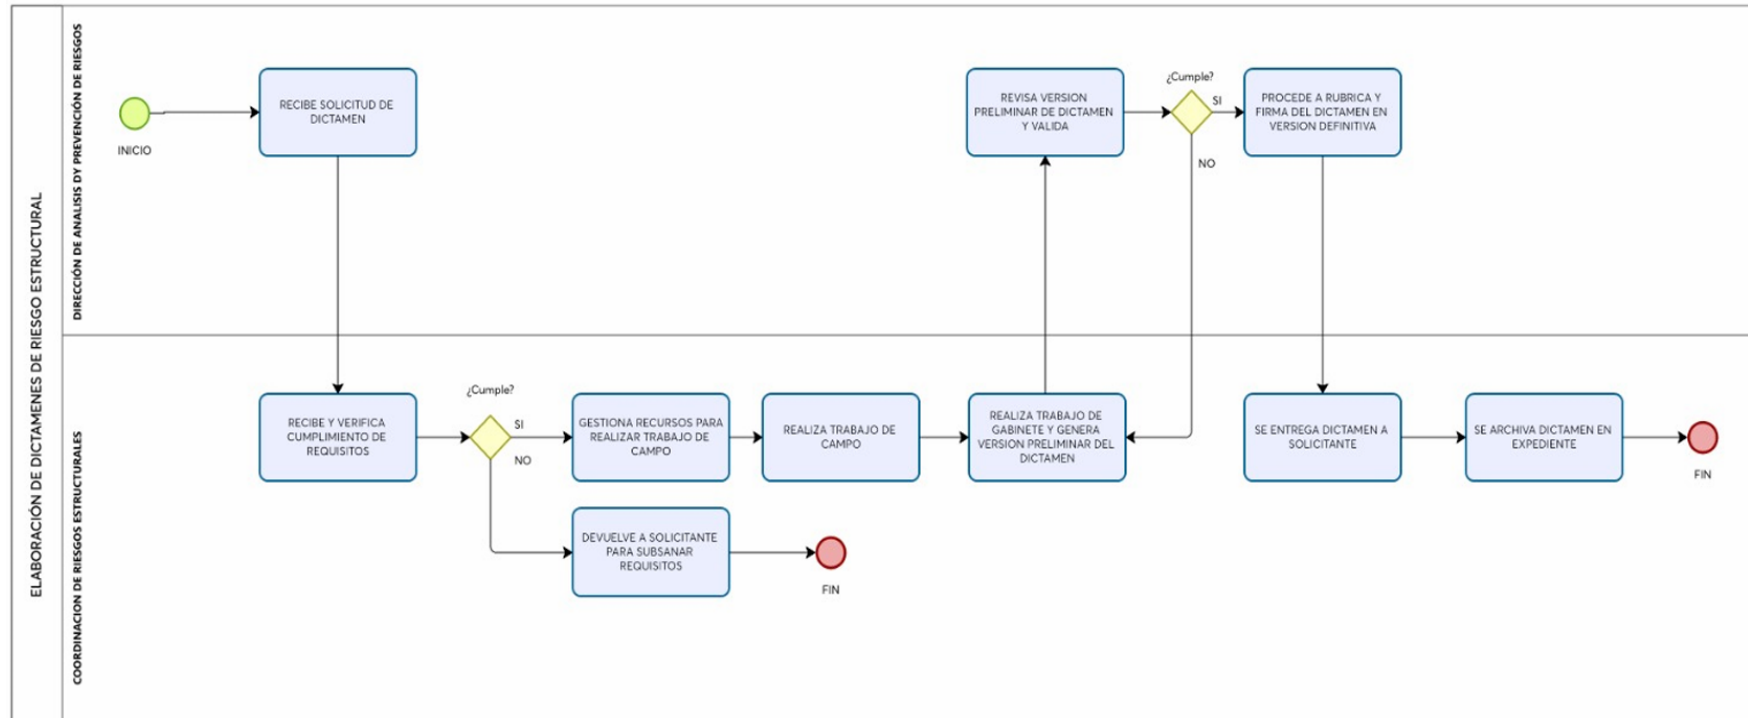 ELABORACIÓN DE DICTAMENES DE RIESGO ESTRUCTURAL
DIRECCIÓN DE ANALISIS DY PREVENCIÓN DE RIESGOS
INICIO
RECIBE SOLICITUD DE
DICTAMEN
REVISA VERSION
PRELIMINAR DE DICTAMEN
Y VALIDA
¿Cumple?
SI
NO
PROCEDE A RUBRICA Y
FIRMA DEL DICTAMEN EN
VERSION DEFINITIVA
COORDINACION DE RIESGOS ESTRUCTURALES
RECIBE Y VERIFICA
CUMPLIMIENTO DE
REQUISITOS
¿Cumple?
SI
NO
GESTIONA RECURSOS PARA
REALIZAR TRABAJO DE
CAMPO
REALIZA TRABAJO DE
CAMPO
REALIZA TRABAJO DE
GABINETE Y GENERA
VERSION PRELIMINAR DEL
DICTAMEN
SE ENTREGA DICTAMEN A
SOLICITANTE
SE ARCHIVA DICTAMEN EN
EXPEDIENTE
FIN
DEVUELVE A SOLICITANTE
PARA SUBSANAR
REQUISITOS
FIN